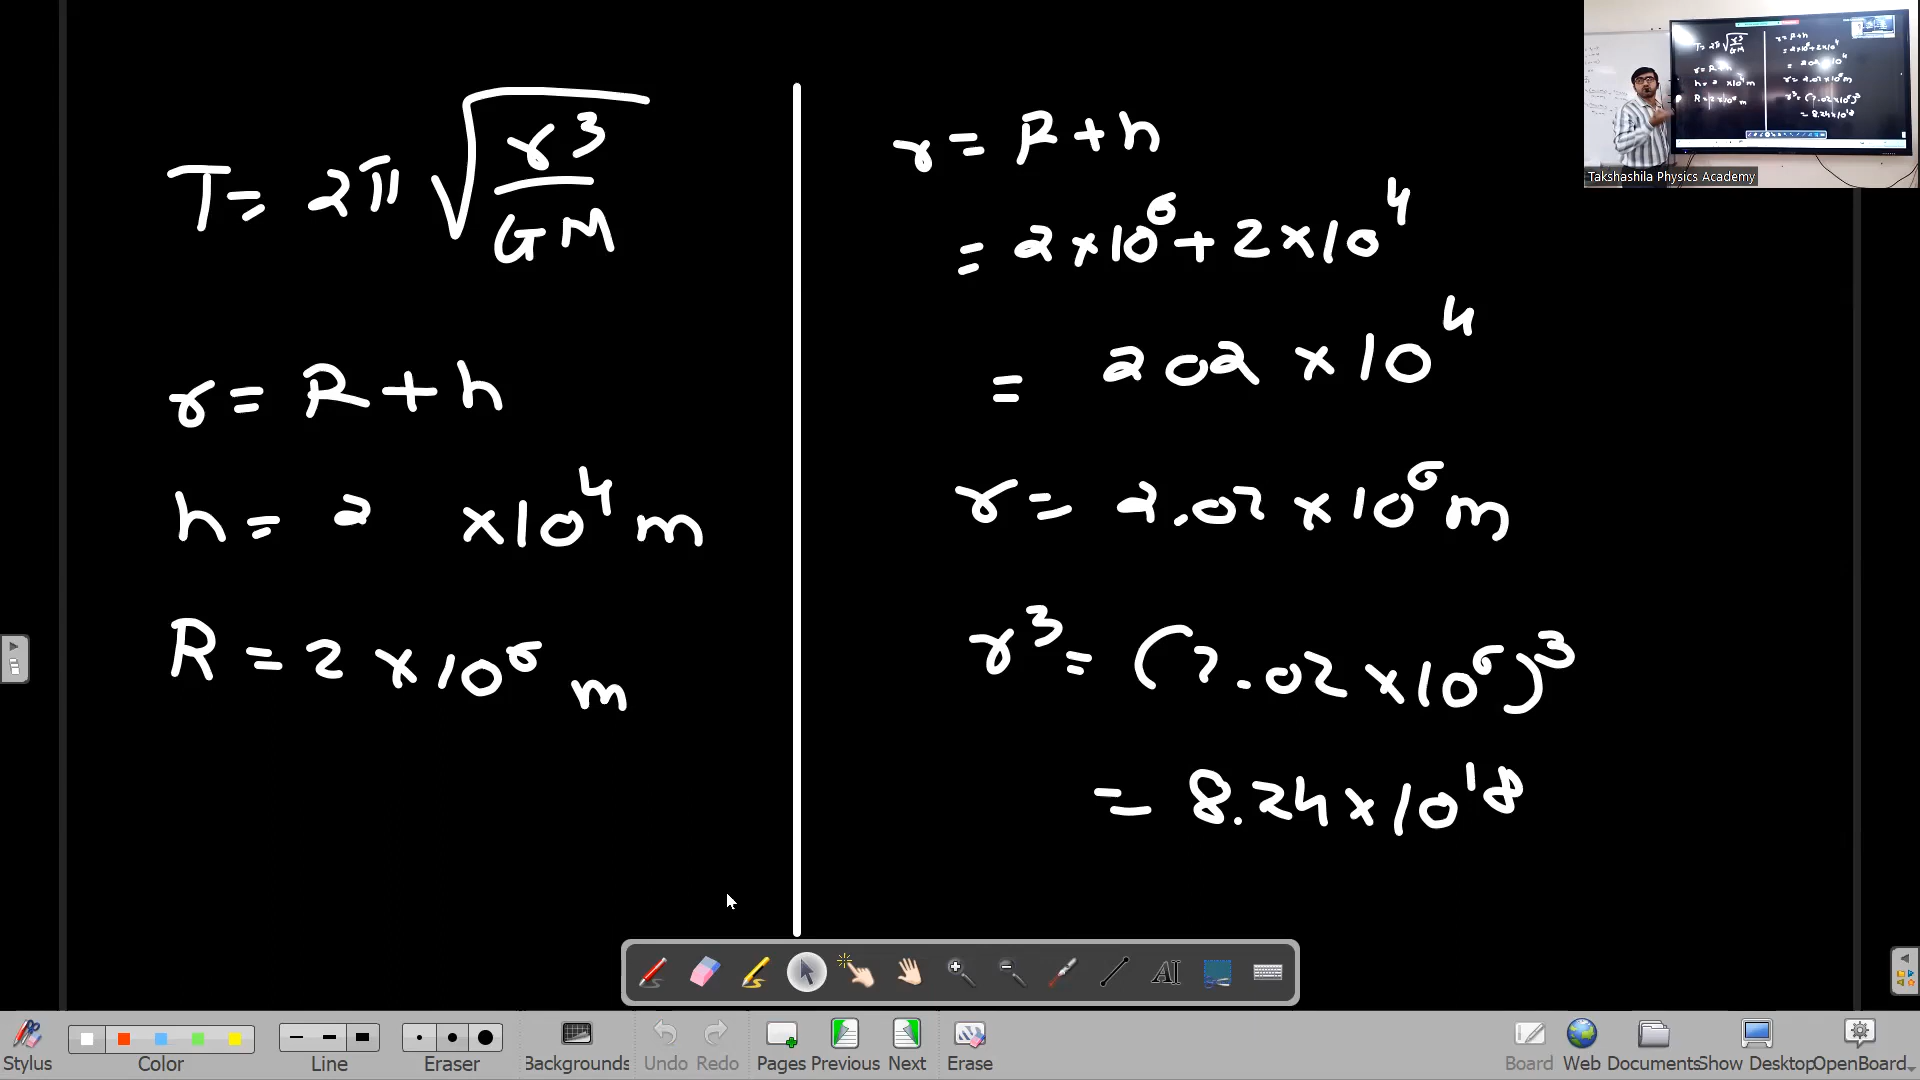 T = 2π √(r³/GM)
r = R + h
h = 2 ×10⁴ m
R = 2 × 10⁶ m
r = R + h
= 2 ×10⁶ + 2×10⁴
= 202 × 10⁴
r = 2.02 × 10⁶ m
r³ = (2.02 ×10⁶)³
= 8.24×10¹⁸
Takshashila Physics Academy
Stylus Color Line Eraser Backgrounds Undo Redo Pages Previous Next Erase Board Web Documents Show Desktop OpenBoard